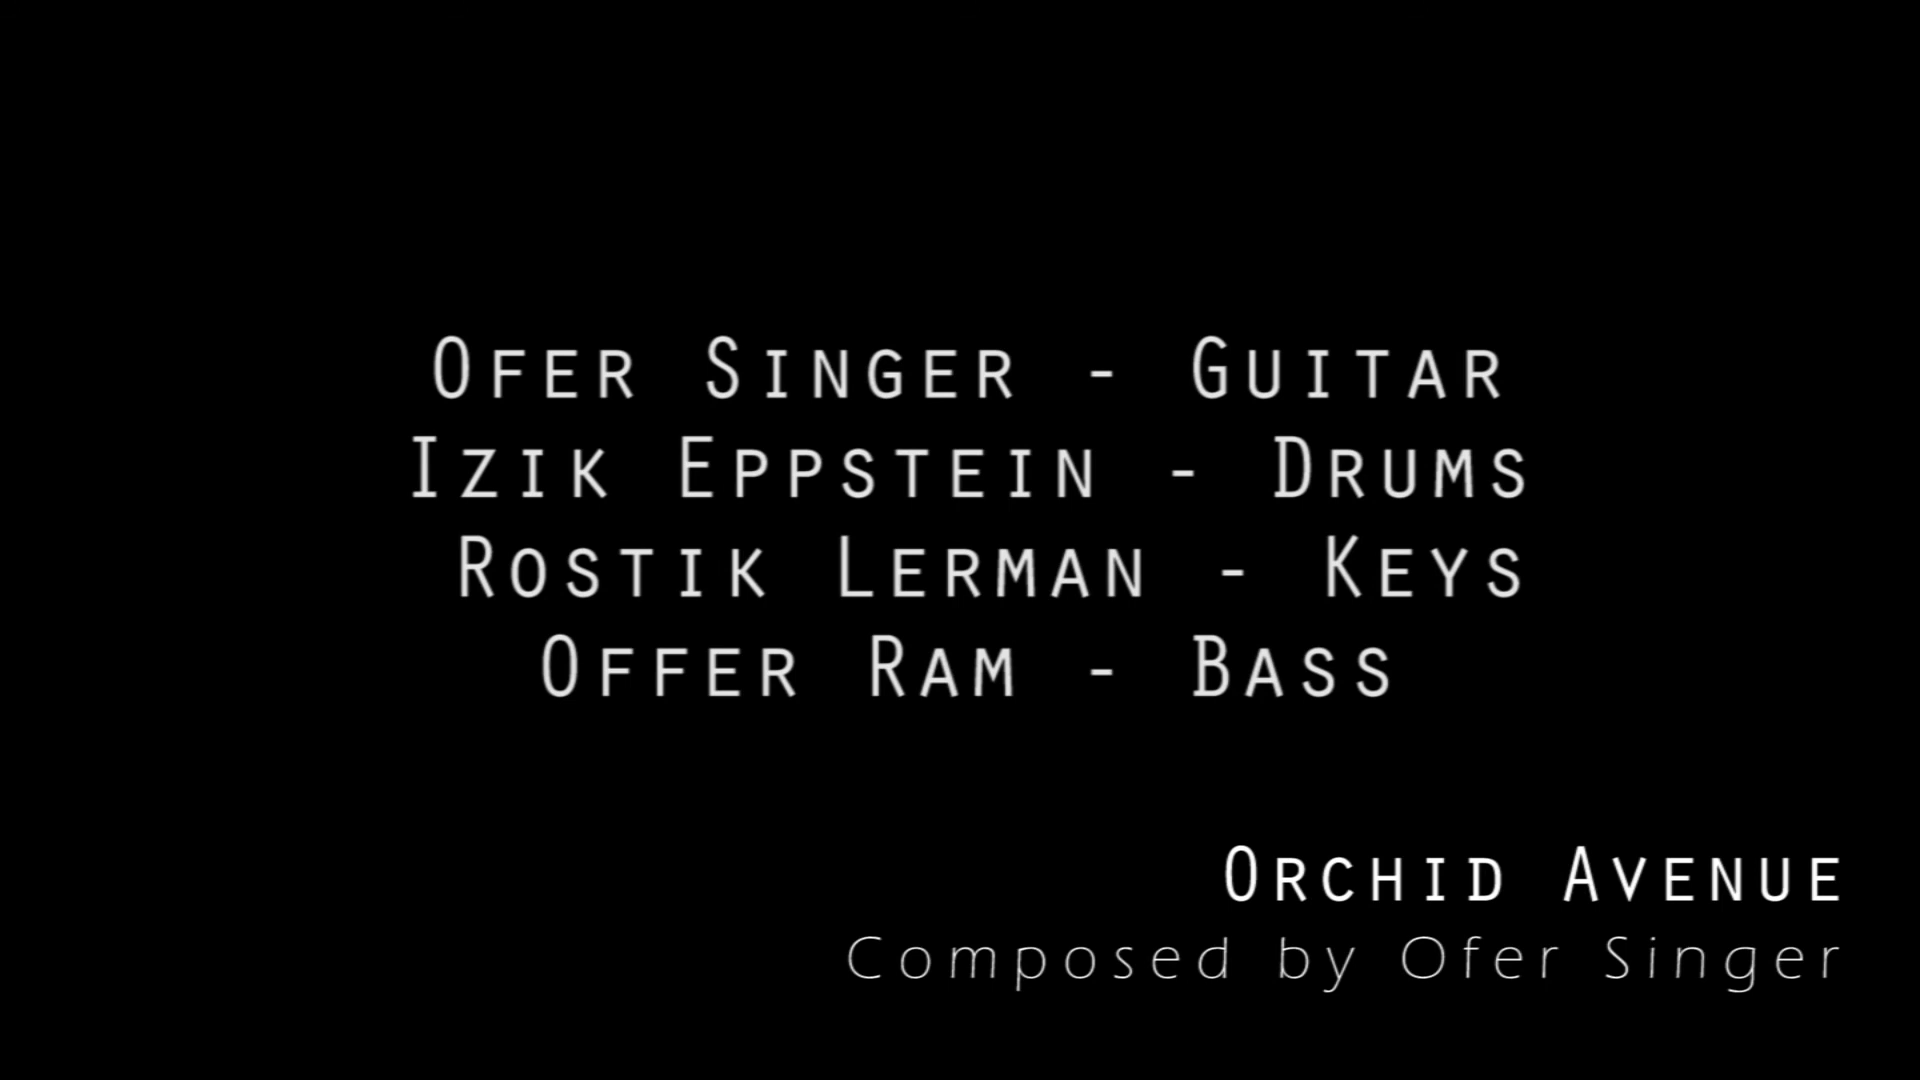 Ofer Singer - Guitar
Izik Eppstein - Drums
Rostik Lerman - Keys
Offer Ram - Bass
Orchid Avenue
Composed by Ofer Singer